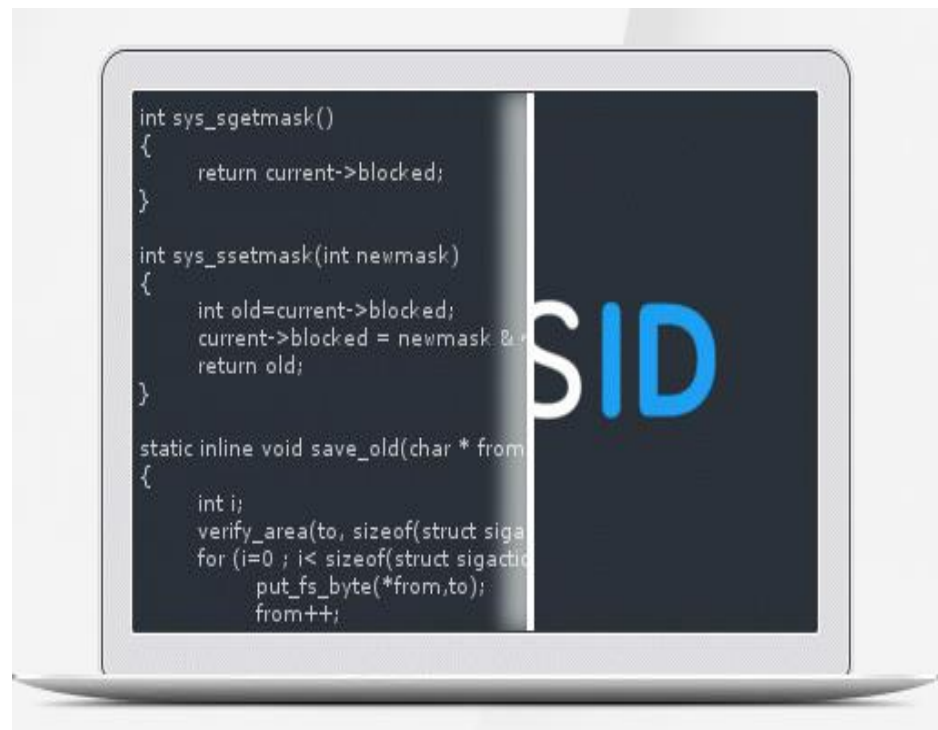 int sys_sgetmask()
{
return current->blocked;
}
int sys_ssetmask(int newmask)
{
int old=current->blocked;
current->blocked = newmask &
return old;
}
static inline void save_old(char * from
{
int i;
verify_area(to, sizeof(struct siga
for (i=0 ; i< sizeof(struct sigactio
put_fs_byte(*from,to);
from++;
SID